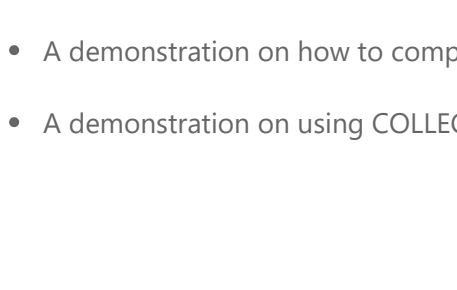 • A demonstration on how to comp
• A demonstration on using COLLEC